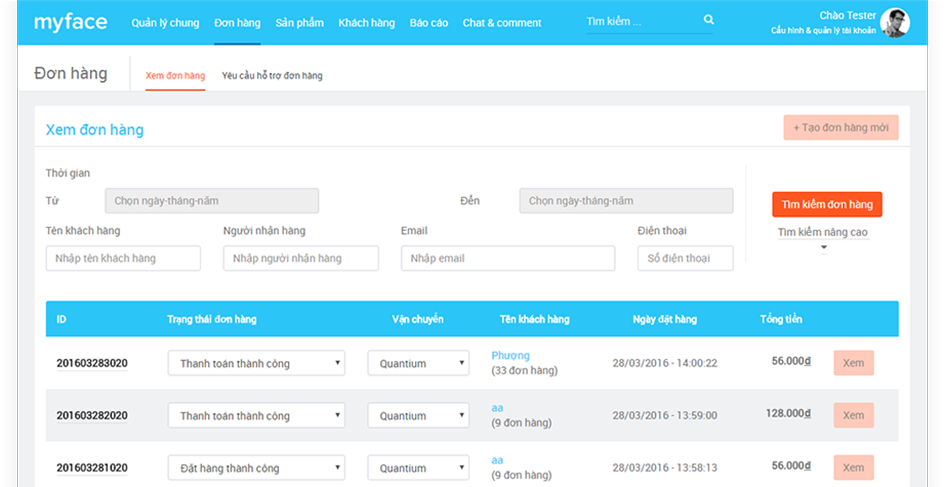 myface Quản lý chung Đơn hàng Sản phẩm Khách hàng Báo cáo Chat & comment Tìm kiếm ... Chào Tester
Cấu hình & quản lý tài khoản
Đơn hàng Xem đơn hàng Yêu cầu hỗ trợ đơn hàng
Xem đơn hàng + Tạo đơn hàng mới
Thời gian
Từ Chọn ngày-tháng-năm Đến Chọn ngày-tháng-năm Tìm kiếm đơn hàng
Tên khách hàng Người nhận hàng Email Điện thoại Tìm kiếm nâng cao
Nhập tên khách hàng Nhập người nhận hàng Nhập email Số điện thoại
ID Trạng thái đơn hàng Vận chuyển Tên khách hàng Ngày đặt hàng Tổng tiền
201603283020 Thanh toán thành công Quantium Phượng 28/03/2016 - 14:00:22 56.000đ Xem
(33 đơn hàng)
201603282020 Thanh toán thành công Quantium aa 28/03/2016 - 13:59:00 128.000đ Xem
(9 đơn hàng)
201603281020 Đặt hàng thành công Quantium aa 28/03/2016 - 13:58:13 56.000đ Xem
(9 đơn hàng)